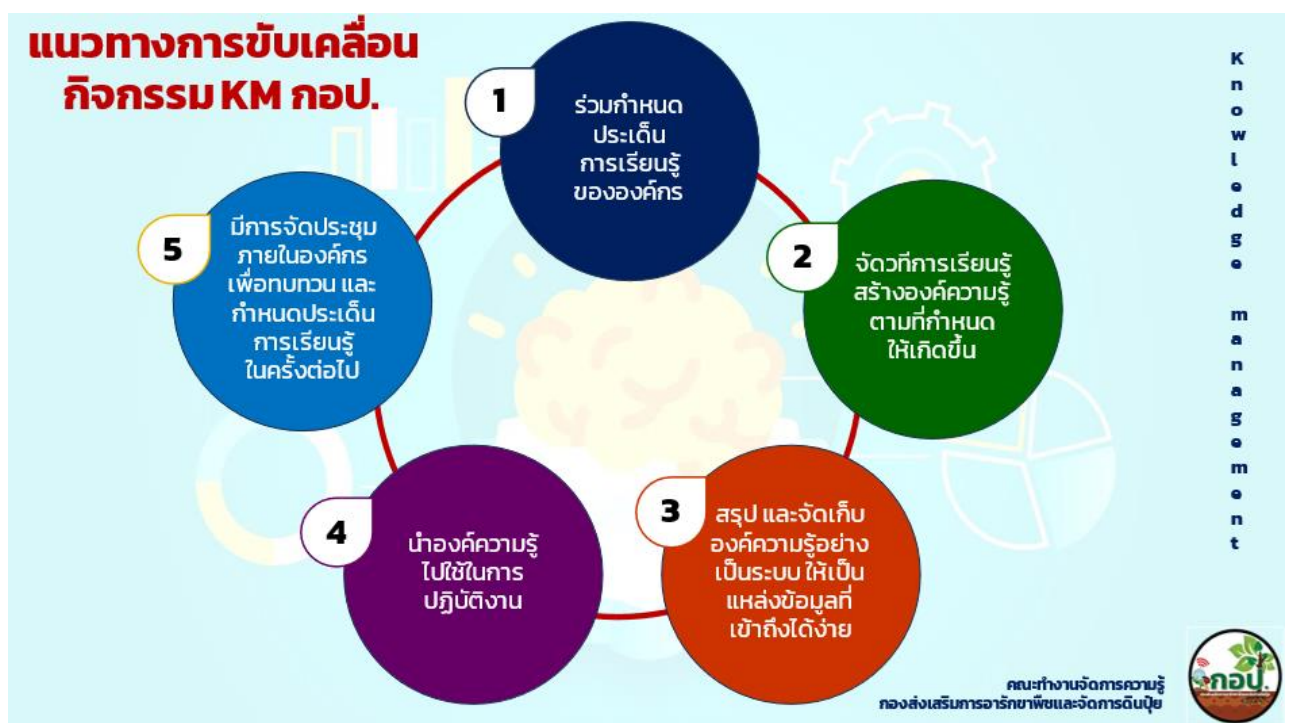 แนวทางการขับเคลื่อน
กิจกรรม KM กอป.
1
ร่วมกำหนด
ประเด็น
การเรียนรู้
ขององค์กร
2
จัดวทีการเรียนรู้
สร้างองค์ความรู้
ตามที่กำหนด
ให้เกิดขึ้น
3
สรุป และจัดเก็บ
องค์ความรู้อย่าง
เป็นระบบ ให้เป็น
แหล่งข้อมูลที่
เข้าถึงได้ง่าย
4
นำองค์ความรู้
ไปใช้ในการ
ปฏิบัติงาน
5
มีการจัดประชุม
ภายในองค์กร
เพื่อทบทวน และ
กำหนดประเด็น
การเรียนรู้
ในครั้งต่อไป
Knowledge management
คณะทำงานจัดการความรู้
กองส่งเสริมการอารักขาพืชและจัดการดินปุ๋ย
กอป.